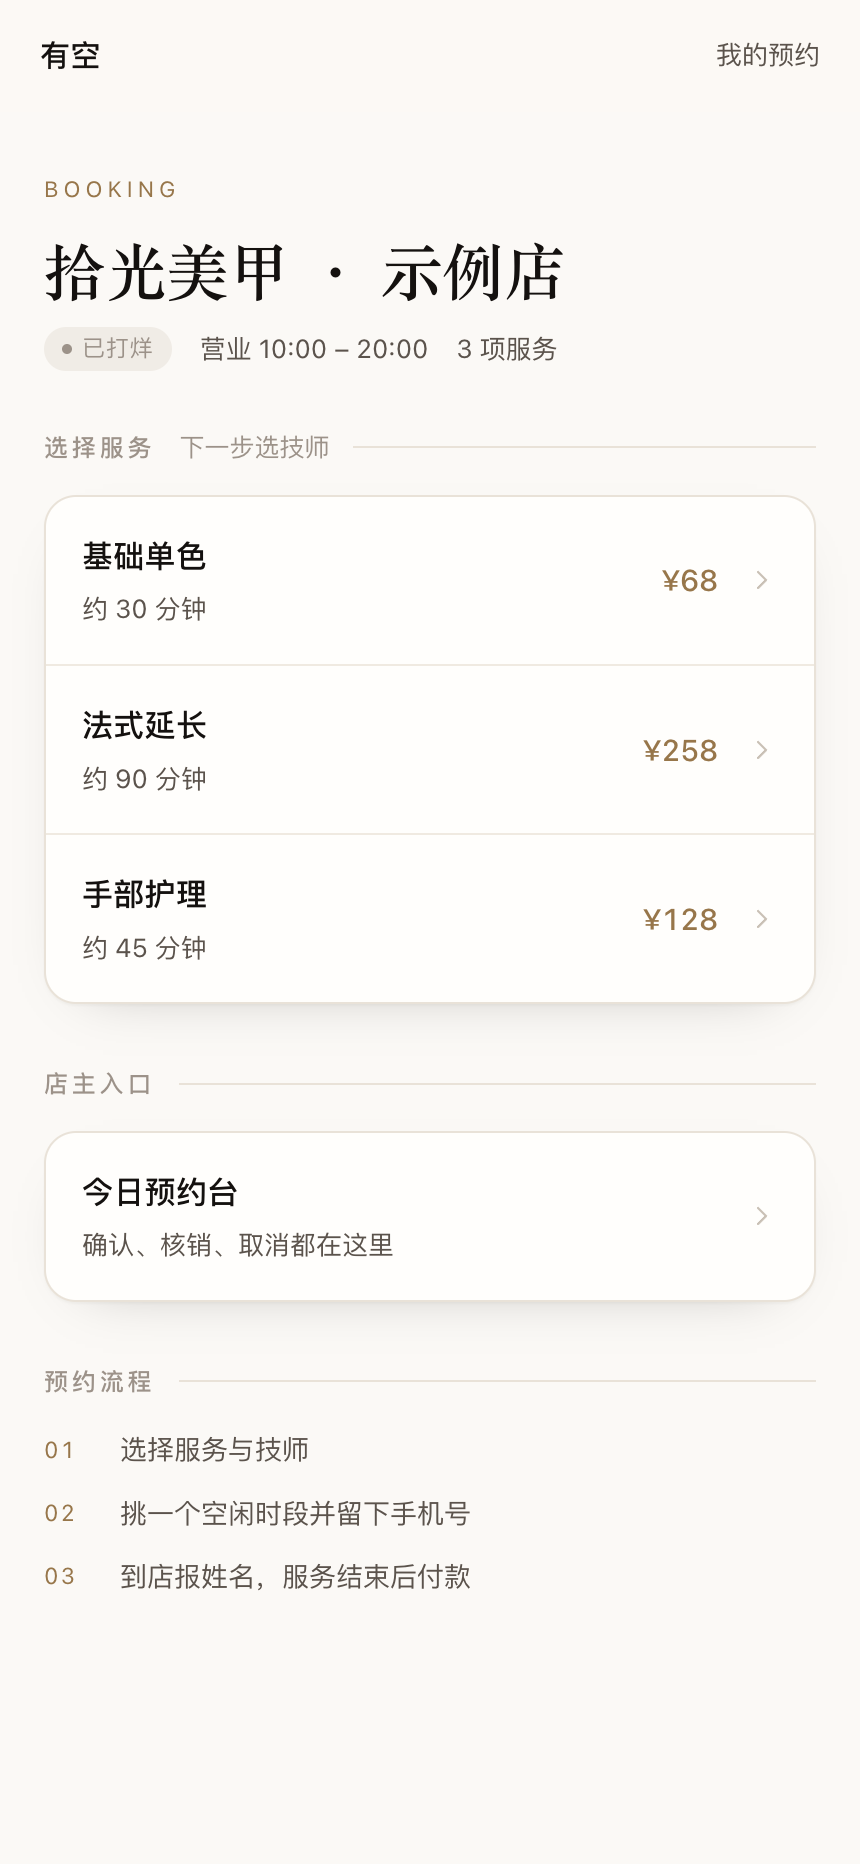 有空
我的预约
BOOKING
拾光美甲 · 示例店
已打烊 营业 10:00 – 20:00 3 项服务
选择服务 下一步选技师
基础单色
约 30 分钟
¥68
法式延长
约 90 分钟
¥258
手部护理
约 45 分钟
¥128
店主入口
今日预约台
确认、核销、取消都在这里
预约流程
01 选择服务与技师
02 挑一个空闲时段并留下手机号
03 到店报姓名，服务结束后付款